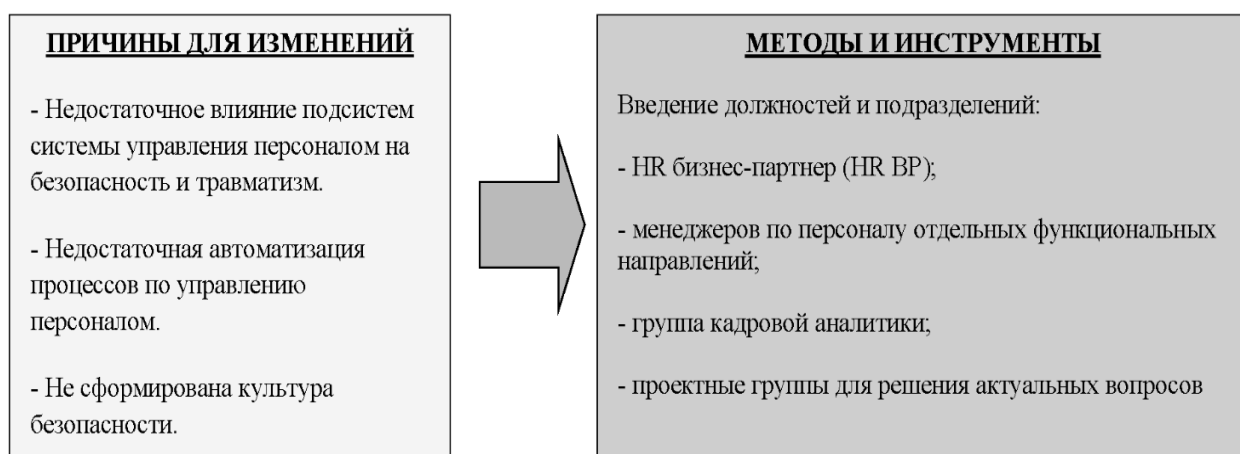 ПРИЧИНЫ ДЛЯ ИЗМЕНЕНИЙ
- Недостаточное влияние подсистем
системы управления персоналом на
безопасность и травматизм.
- Недостаточная автоматизация
процессов по управлению
персоналом.
- Не сформирована культура
безопасности.
МЕТОДЫ И ИНСТРУМЕНТЫ
Введение должностей и подразделений:
- HR бизнес-партнер (HR BP);
- менеджеров по персоналу отдельных функциональных
направлений;
- группа кадровой аналитики;
- проектные группы для решения актуальных вопросов